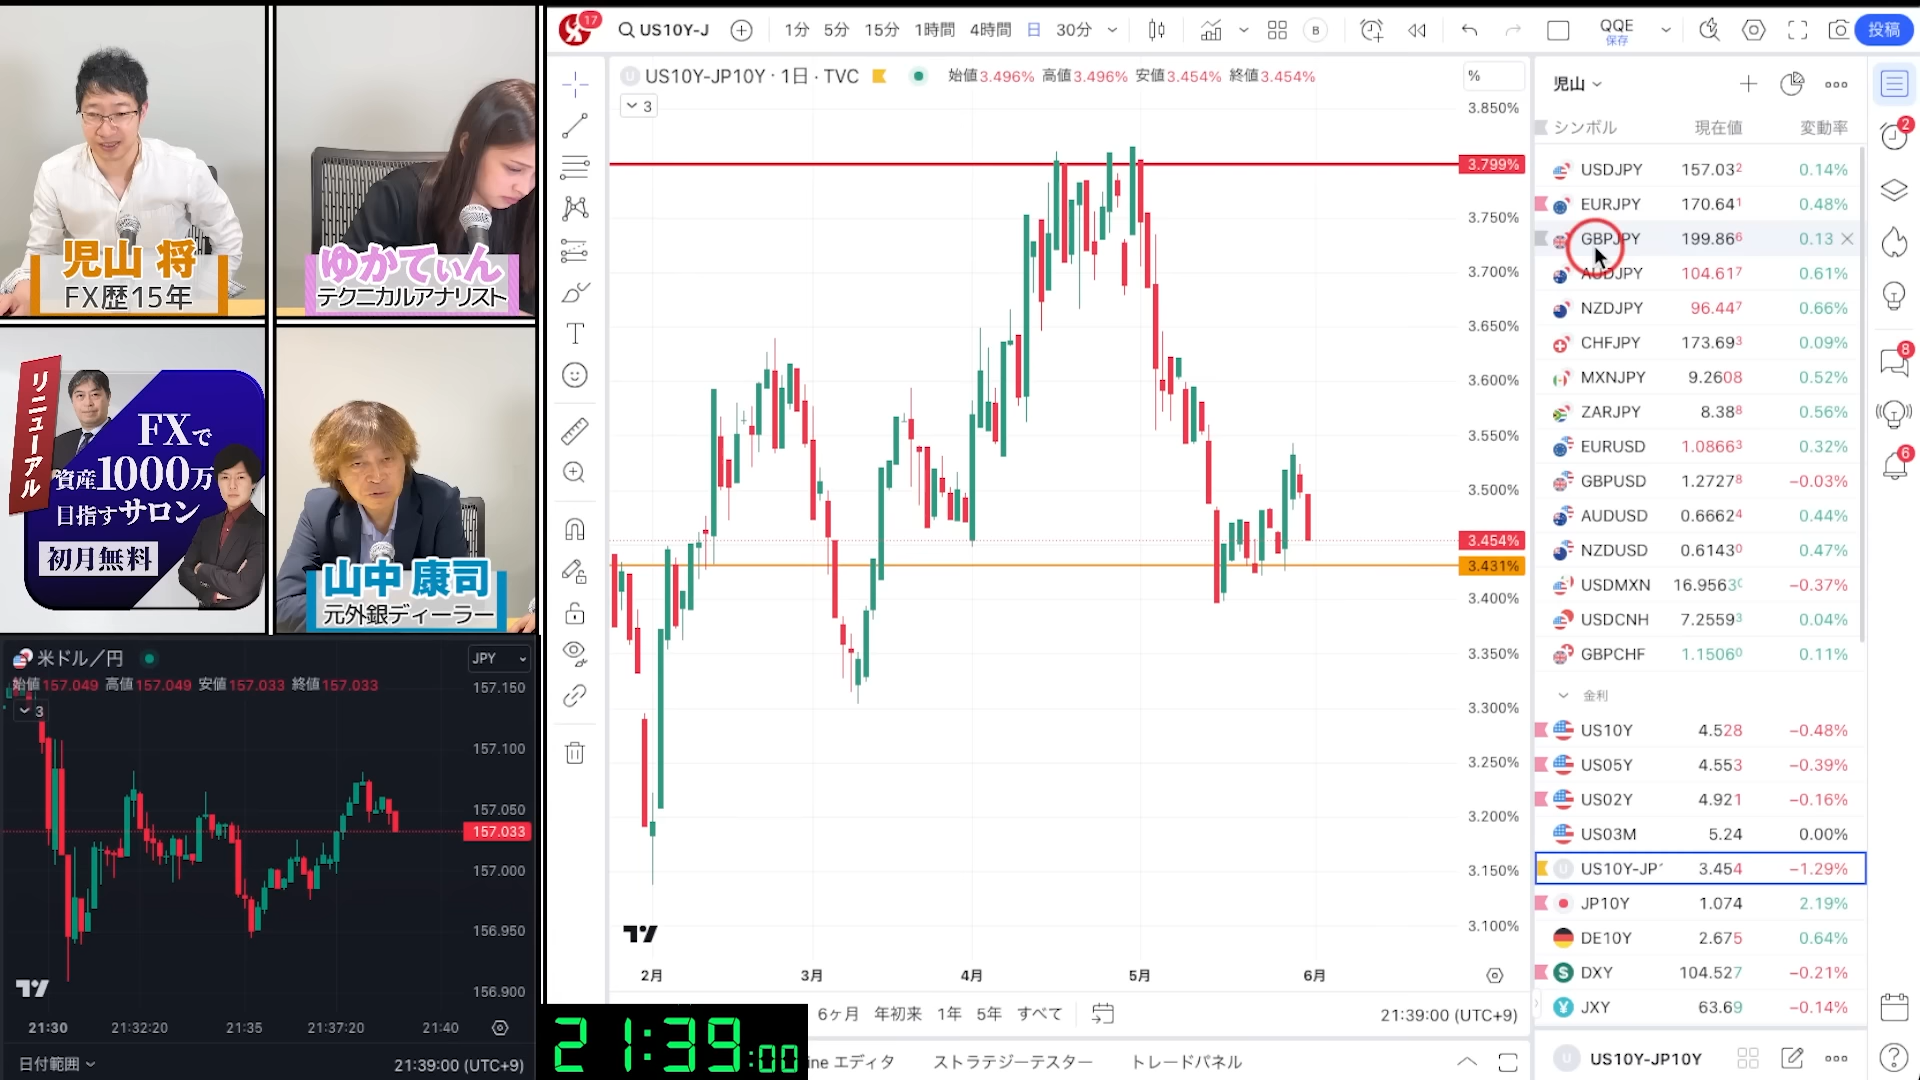 児山 将
FX歴15年
ゆかてぃん
テクニカルアナリスト
リニューアル
FXで
資産1000万
目指すサロン
初月無料
山中 康司
元外銀ディーラー
米ドル／円
JPY
始値157.049 高値157.049 安値157.033 終値157.033
3
157.150
157.100
157.050
157.033
157.000
156.950
156.900
21:30
21:32:20
21:35
21:37:20
21:40
日付範囲
21:39:00 (UTC+9)
21:39:00
17
US10Y-J
1分
5分
15分
1時間
4時間
日
30分
B
QQE
保存
投稿
US10Y-JP10Y · 1日 · TVC
始値3.496% 高値3.496% 安値3.454% 終値3.454%
3
%
3.850%
3.799%
3.750%
3.700%
3.650%
3.600%
3.550%
3.500%
3.454%
3.431%
3.400%
3.350%
3.300%
3.250%
3.200%
3.150%
3.100%
2月
3月
4月
5月
6月
6ヶ月
年初来
1年
5年
すべて
21:39:00 (UTC+9)
ine エディタ
ストラテジーテスター
トレードパネル
児山
シンボル 現在値 変動率
USDJPY 157.032 0.14%
EURJPY 170.641 0.48%
GBPJPY 199.866 0.13
AUDJPY 104.617 0.61%
NZDJPY 96.447 0.66%
CHFJPY 173.693 0.09%
MXNJPY 9.2608 0.52%
ZARJPY 8.388 0.56%
EURUSD 1.08663 0.32%
GBPUSD 1.27278 −0.03%
AUDUSD 0.66624 0.44%
NZDUSD 0.61430 0.47%
USDMXN 16.9563 −0.37%
USDCNH 7.25593 0.04%
GBPCHF 1.15060 0.11%
金利
US10Y 4.528 −0.48%
US05Y 4.553 −0.39%
US02Y 4.921 −0.16%
US03M 5.24 0.00%
US10Y-JP 3.454 −1.29%
JP10Y 1.074 2.19%
DE10Y 2.675 0.64%
DXY 104.527 −0.21%
JXY 63.69 −0.14%
US10Y-JP10Y
2
8
6